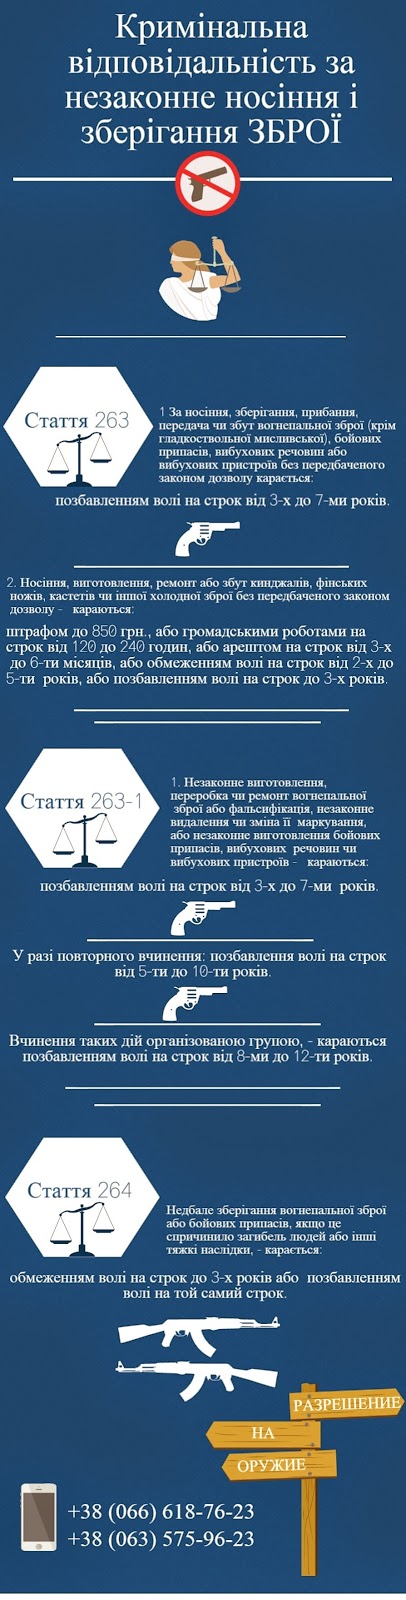 Кримінальна
відповідальність за
незаконне носіння і
зберігання ЗБРОЇ
Стаття 263
1 За носіння, зберігання, прибання,
передача чи збут вогнепальної зброї (крім
гладкоствольної мисливської), бойових
припасів, вибухових речовин або
вибухових пристроїв без передбаченого
законом дозволу карається:
позбавленням волі на строк від 3-х до 7-ми років.
2. Носіння, виготовлення, ремонт або збут кинджалів, фінських
ножів, кастетів чи іншої холодної зброї без передбаченого законом
дозволу - караються:
штрафом до 850 грн., або громадськими роботами на
строк від 120 до 240 годин, або арештом на строк від 3-х
до 6-ти місяців, або обмеженням волі на строк від 2-х до
5-ти років, або позбавленням волі на строк до 3-х років.
Стаття 263-1
1. Незаконне виготовлення,
переробка чи ремонт вогнепальної
зброї або фальсифікація, незаконне
видалення чи зміна її маркування,
або незаконне виготовлення бойових
припасів, вибухових речовин чи
вибухових пристроїв - караються:
позбавленням волі на строк від 3-х до 7-ми років.
У разі повторного вчинення: позбавлення волі на строк
від 5-ти до 10-ти років.
Вчинення таких дій організованою групою, - караються
позбавленням волі на строк від 8-ми до 12-ти років.
Стаття 264
Недбале зберігання вогнепальної зброї
або бойових припасів, якщо це
спричинило загибель людей або інші
тяжкі наслідки, - карається:
обмеженням волі на строк до 3-х років або позбавленням
волі на той самий строк.
РАЗРЕШЕНИЕ
НА
ОРУЖИЕ
+38 (066) 618-76-23
+38 (063) 575-96-23